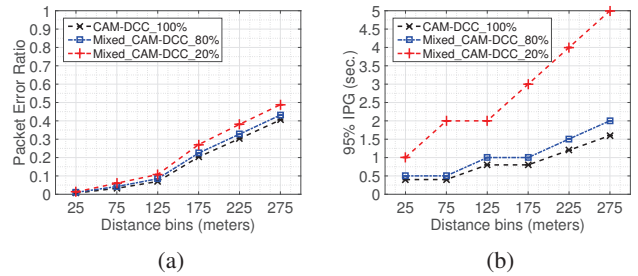 CAM-DCC_100%
Mixed_CAM-DCC_80%
Mixed_CAM-DCC_20%
Packet Error Ratio
1
0.9
0.8
0.7
0.6
0.5
0.4
0.3
0.2
0.1
0
25 75 125 175 225 275
Distance bins (meters)
(a)
CAM-DCC_100%
Mixed_CAM-DCC_80%
Mixed_CAM-DCC_20%
95% IPG (sec.)
5
4.5
4
3.5
3
2.5
2
1.5
1
0.5
0
25 75 125 175 225 275
Distance bins (meters)
(b)